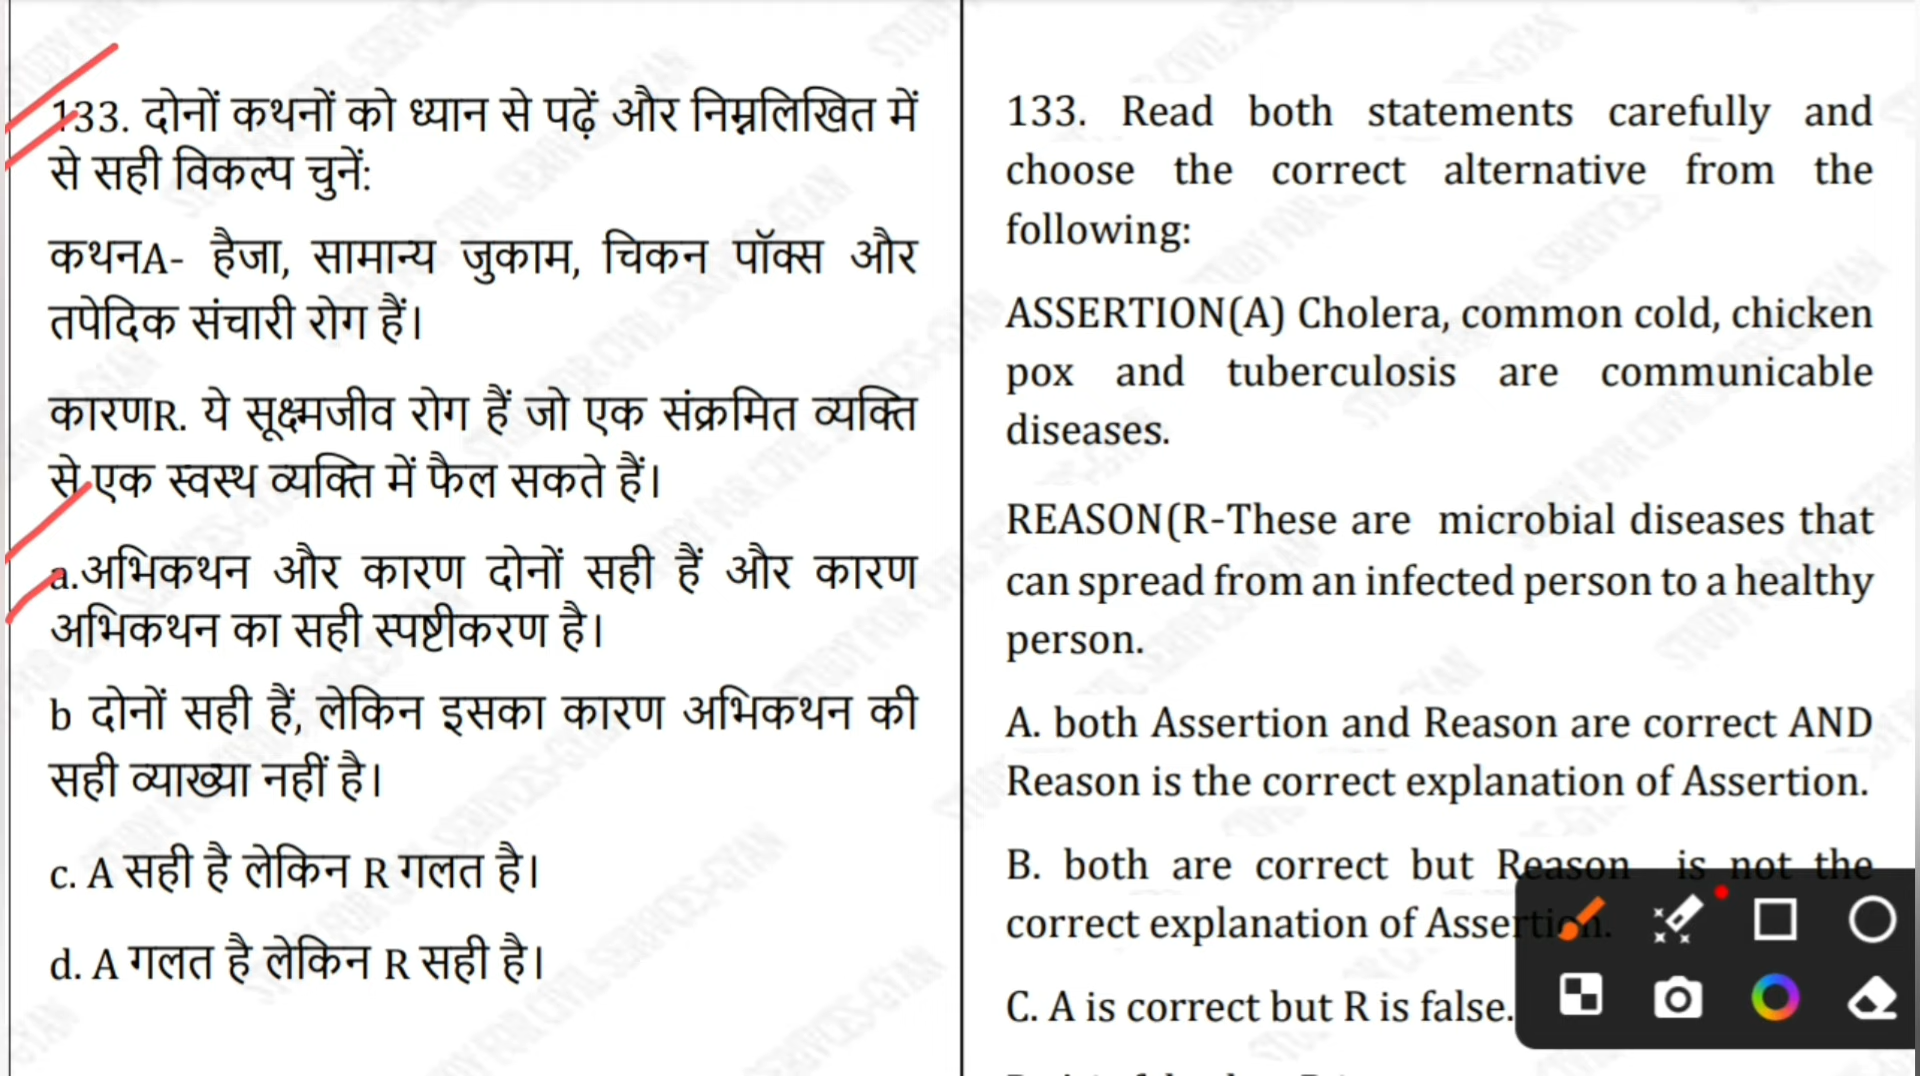 133. दोनों कथनों को ध्यान से पढ़ें और निम्नलिखित में
से सही विकल्प चुनें:
कथनA- हैजा, सामान्य जुकाम, चिकन पॉक्स और
तपेदिक संचारी रोग हैं।
कारणR. ये सूक्ष्मजीव रोग हैं जो एक संक्रमित व्यक्ति
से एक स्वस्थ व्यक्ति में फैल सकते हैं।
a.अभिकथन और कारण दोनों सही हैं और कारण
अभिकथन का सही स्पष्टीकरण है।
b दोनों सही हैं, लेकिन इसका कारण अभिकथन की
सही व्याख्या नहीं है।
c. A सही है लेकिन R गलत है।
d. A गलत है लेकिन R सही है।
133. Read both statements carefully and
choose the correct alternative from the
following:
ASSERTION(A) Cholera, common cold, chicken
pox and tuberculosis are communicable
diseases.
REASON(R-These are microbial diseases that
can spread from an infected person to a healthy
person.
A. both Assertion and Reason are correct AND
Reason is the correct explanation of Assertion.
B. both are correct but Reason is not the
correct explanation of Assertion.
C. A is correct but R is false.